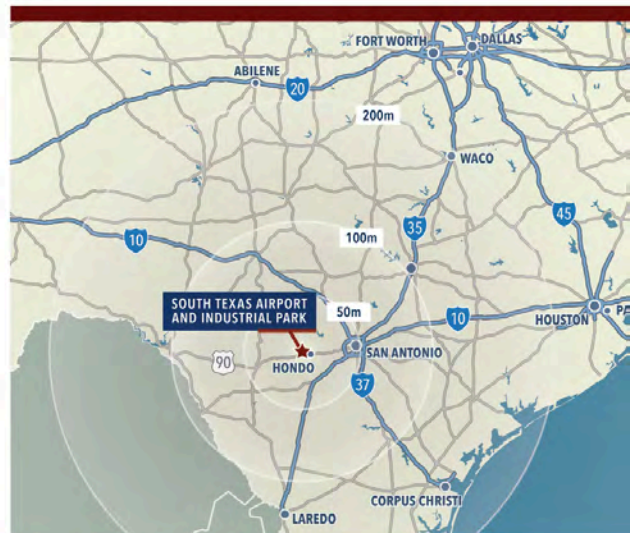 FORT WORTH
DALLAS
ABILENE
20
200m
WACO
45
35
10
100m
SOUTH TEXAS AIRPORT
AND INDUSTRIAL PARK
50m
10
HOUSTON
90
HONDO
SAN ANTONIO
37
CORPUS CHRISTI
LAREDO